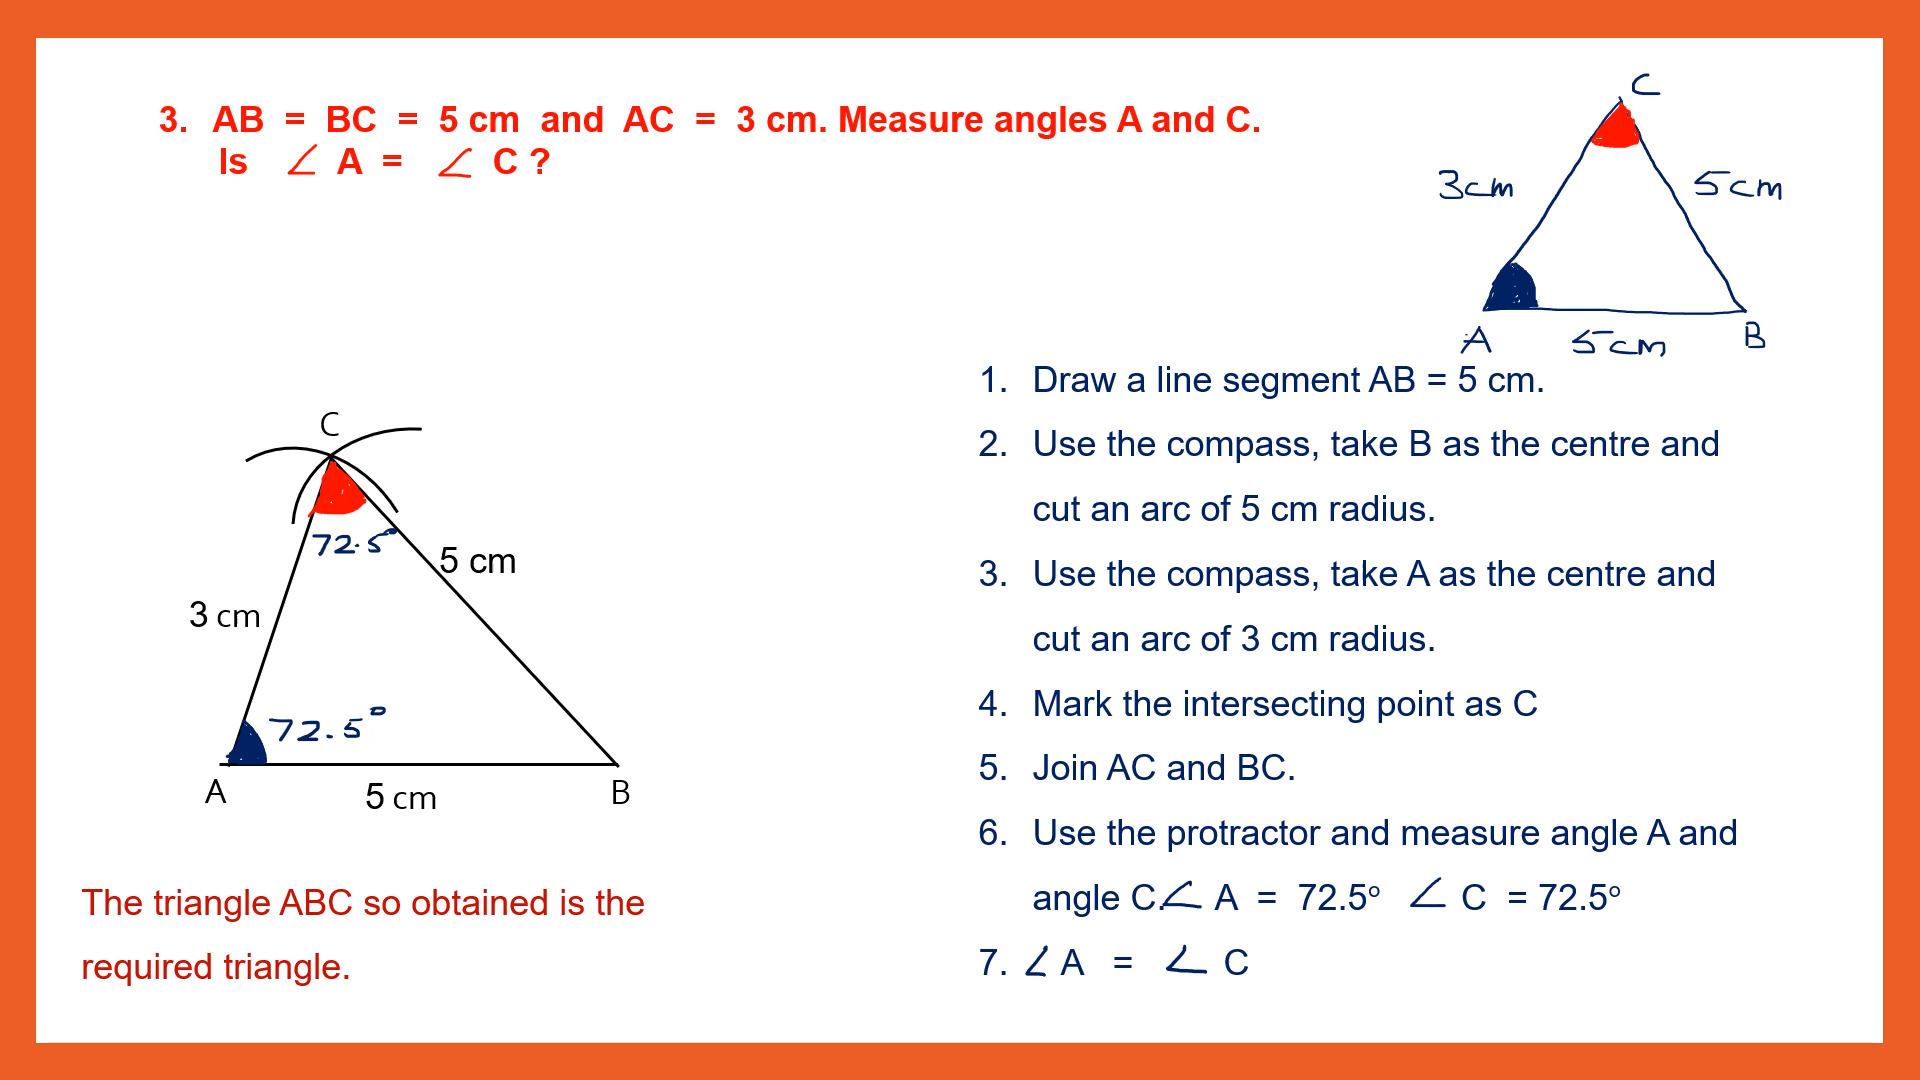 3. AB = BC = 5 cm and AC = 3 cm. Measure angles A and C.
Is ∠ A = ∠ C ?
C
3cm
5cm
A
5cm
B
C
72.5°
5 cm
3 cm
72.5°
A
5 cm
B
The triangle ABC so obtained is the
required triangle.
1. Draw a line segment AB = 5 cm.
2. Use the compass, take B as the centre and
cut an arc of 5 cm radius.
3. Use the compass, take A as the centre and
cut an arc of 3 cm radius.
4. Mark the intersecting point as C
5. Join AC and BC.
6. Use the protractor and measure angle A and
angle C.∠ A = 72.5° ∠ C = 72.5°
7. ∠ A = ∠ C